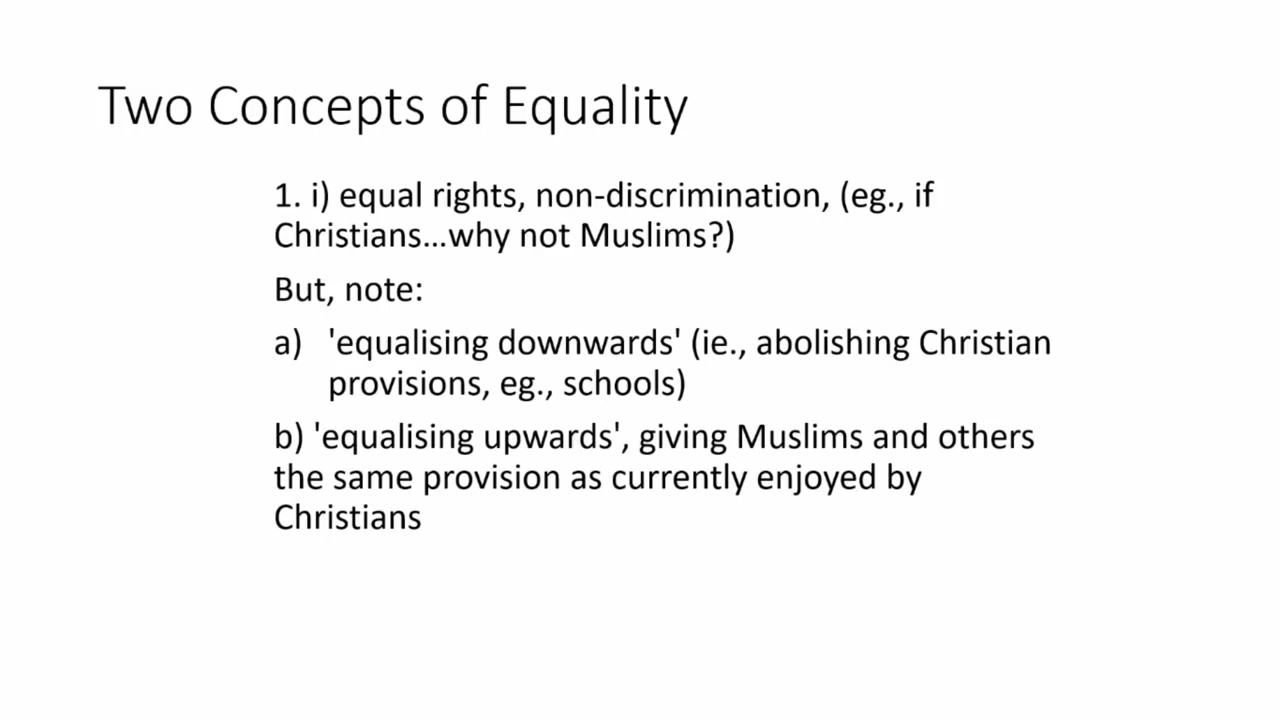 Two Concepts of Equality
1. i) equal rights, non-discrimination, (eg., if
Christians...why not Muslims?)
But, note:
a) 'equalising downwards' (ie., abolishing Christian
provisions, eg., schools)
b) 'equalising upwards', giving Muslims and others
the same provision as currently enjoyed by
Christians